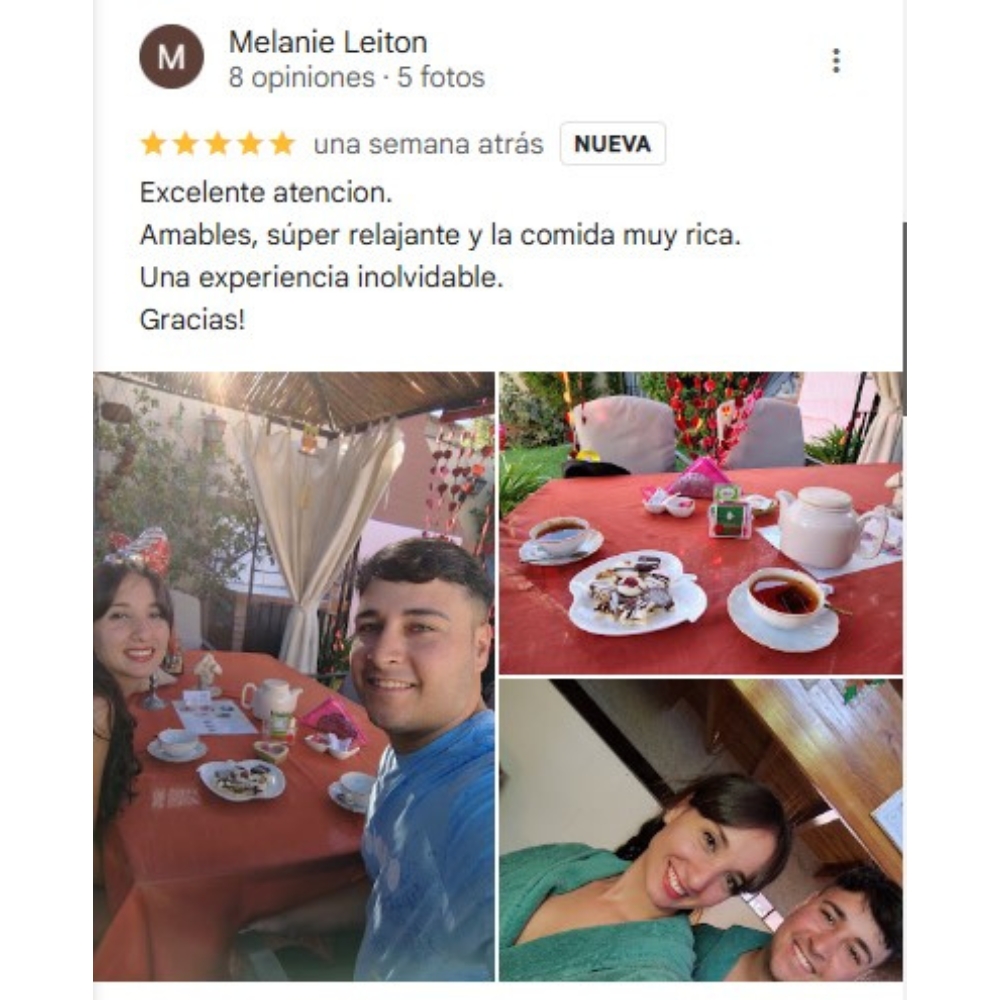 M
Melanie Leiton
8 opiniones · 5 fotos
una semana atrás NUEVA
Excelente atencion.
Amables, súper relajante y la comida muy rica.
Una experiencia inolvidable.
Gracias!